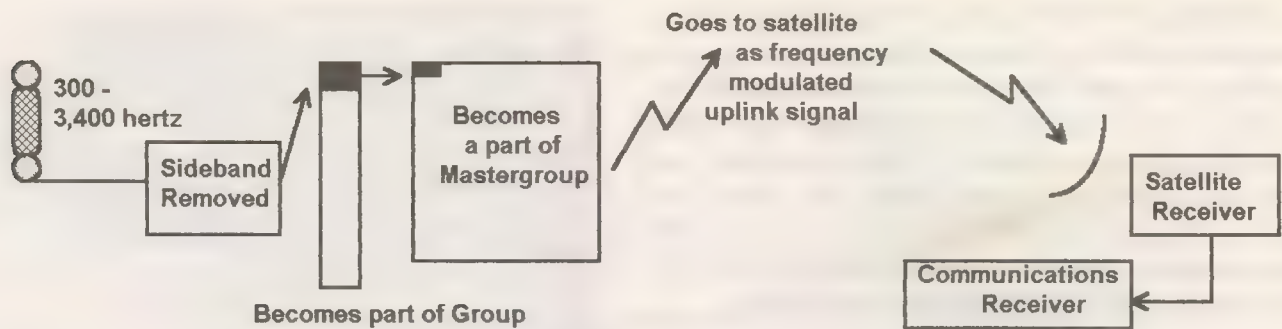 300 -
3,400 hertz
Sideband
Removed
Becomes part of Group
Becomes
a part of
Mastergroup
Goes to satellite
as frequency
modulated
uplink signal
Satellite
Receiver
Communications
Receiver